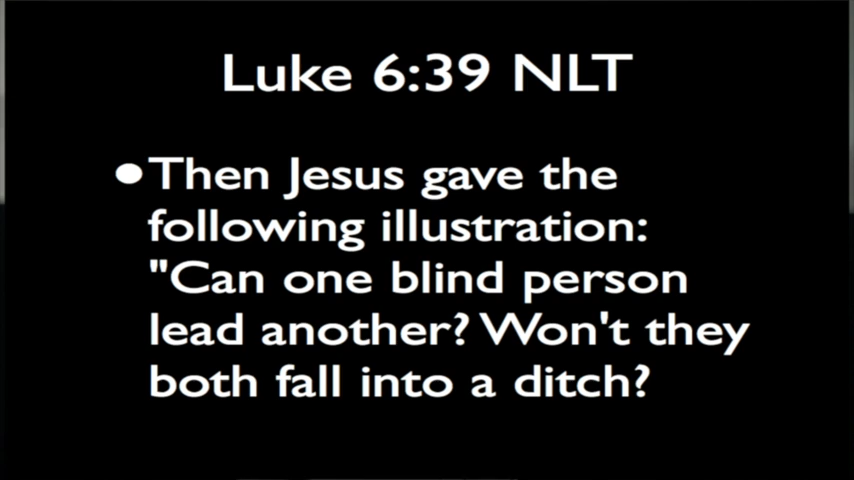 Luke 6:39 NLT
•Then Jesus gave the
following illustration:
"Can one blind person
lead another? Won't they
both fall into a ditch?